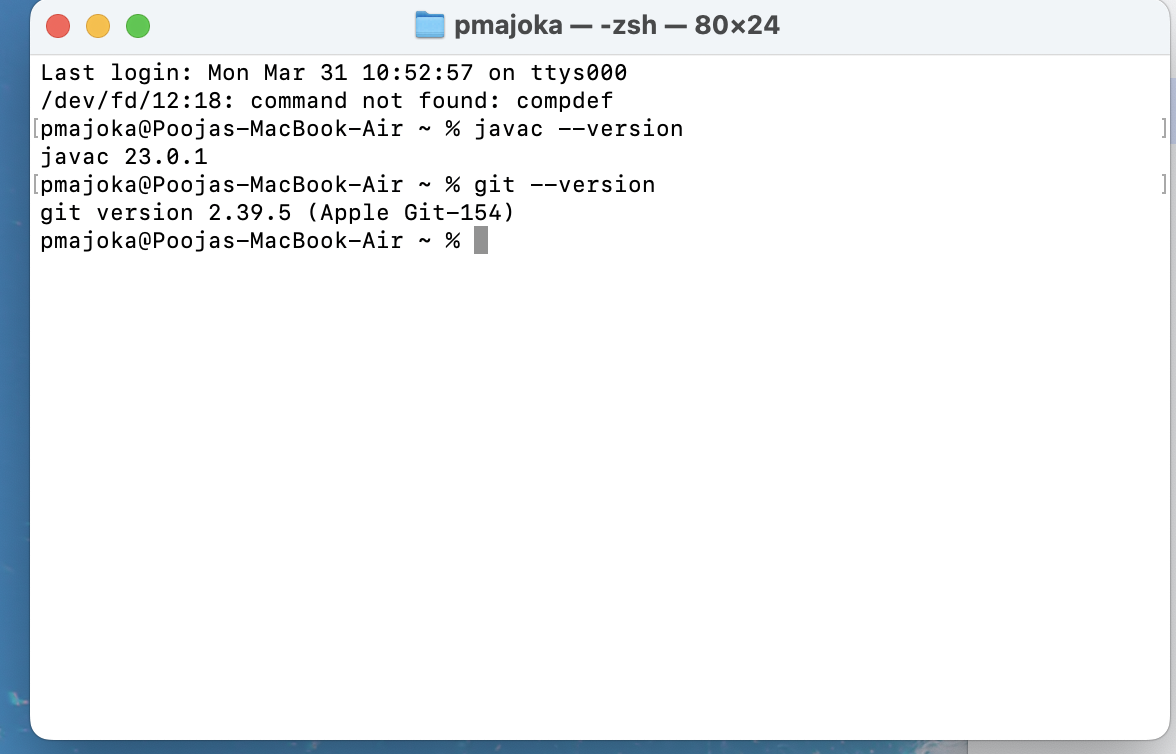 pmajoka — -zsh — 80×24
Last login: Mon Mar 31 10:52:57 on ttys000
/dev/fd/12:18: command not found: compdef
[pmajoka@Poojas-MacBook-Air ~ % javac --version ]
javac 23.0.1
[pmajoka@Poojas-MacBook-Air ~ % git --version ]
git version 2.39.5 (Apple Git-154)
pmajoka@Poojas-MacBook-Air ~ %